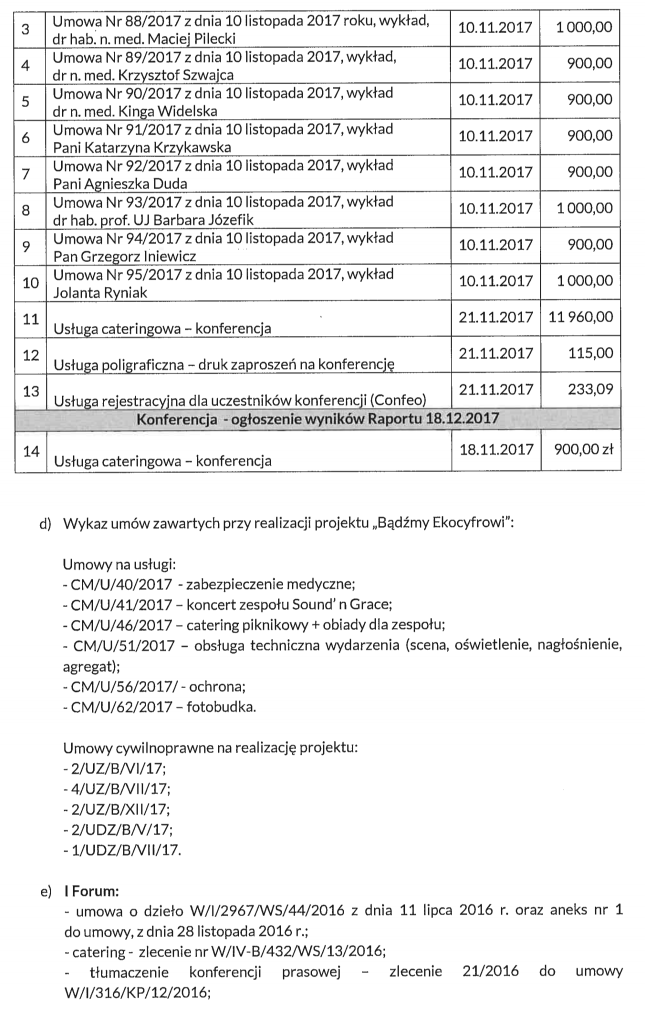 3 Umowa Nr 88/2017 z dnia 10 listopada 2017 roku, wykład, 10.11.2017 1 000,00
dr hab. n. med. Maciej Pilecki
4 Umowa Nr 89/2017 z dnia 10 listopada 2017, wykład, 10.11.2017 900,00
dr n. med. Krzysztof Szwajca
5 Umowa Nr 90/2017 z dnia 10 listopada 2017, wykład 10.11.2017 900,00
dr n. med. Kinga Widelska
6 Umowa Nr 91/2017 z dnia 10 listopada 2017, wykład 10.11.2017 900,00
Pani Katarzyna Krzykawska
7 Umowa Nr 92/2017 z dnia 10 listopada 2017, wykład 10.11.2017 900,00
Pani Agnieszka Duda
8 Umowa Nr 93/2017 z dnia 10 listopada 2017, wykład 10.11.2017 1 000,00
dr hab. prof. UJ Barbara Józefik
9 Umowa Nr 94/2017 z dnia 10 listopada 2017, wykład 10.11.2017 900,00
Pan Grzegorz Iniewicz
10 Umowa Nr 95/2017 z dnia 10 listopada 2017, wykład 10.11.2017 1 000,00
Jolanta Ryniak
11 Usługa cateringowa – konferencja 21.11.2017 11 960,00
12 Usługa poligraficzna – druk zaproszeń na konferencję 21.11.2017 115,00
13 Usługa rejestracyjna dla uczestników konferencji (Confeo) 21.11.2017 233,09
Konferencja - ogłoszenie wyników Raportu 18.12.2017
14 Usługa cateringowa – konferencja 18.11.2017 900,00 zł
d) Wykaz umów zawartych przy realizacji projektu „Bądźmy Ekocyfrowi”:
Umowy na usługi:
- CM/U/40/2017 - zabezpieczenie medyczne;
- CM/U/41/2017 – koncert zespołu Sound' n Grace;
- CM/U/46/2017 – catering piknikowy + obiady dla zespołu;
- CM/U/51/2017 – obsługa techniczna wydarzenia (scena, oświetlenie, nagłośnienie,
agregat);
- CM/U/56/2017/ - ochrona;
- CM/U/62/2017 – fotobudka.
Umowy cywilnoprawne na realizację projektu:
- 2/UZ/B/VI/17;
- 4/UZ/B/VII/17;
- 2/UZ/B/XII/17;
- 2/UDZ/B/V/17;
- 1/UDZ/B/VII/17.
e) I Forum:
- umowa o dzieło W/I/2967/WS/44/2016 z dnia 11 lipca 2016 r. oraz aneks nr 1
do umowy, z dnia 28 listopada 2016 r.;
- catering - zlecenie nr W/IV-B/432/WS/13/2016;
- tłumaczenie konferencji prasowej – zlecenie 21/2016 do umowy
W/I/316/KP/12/2016;